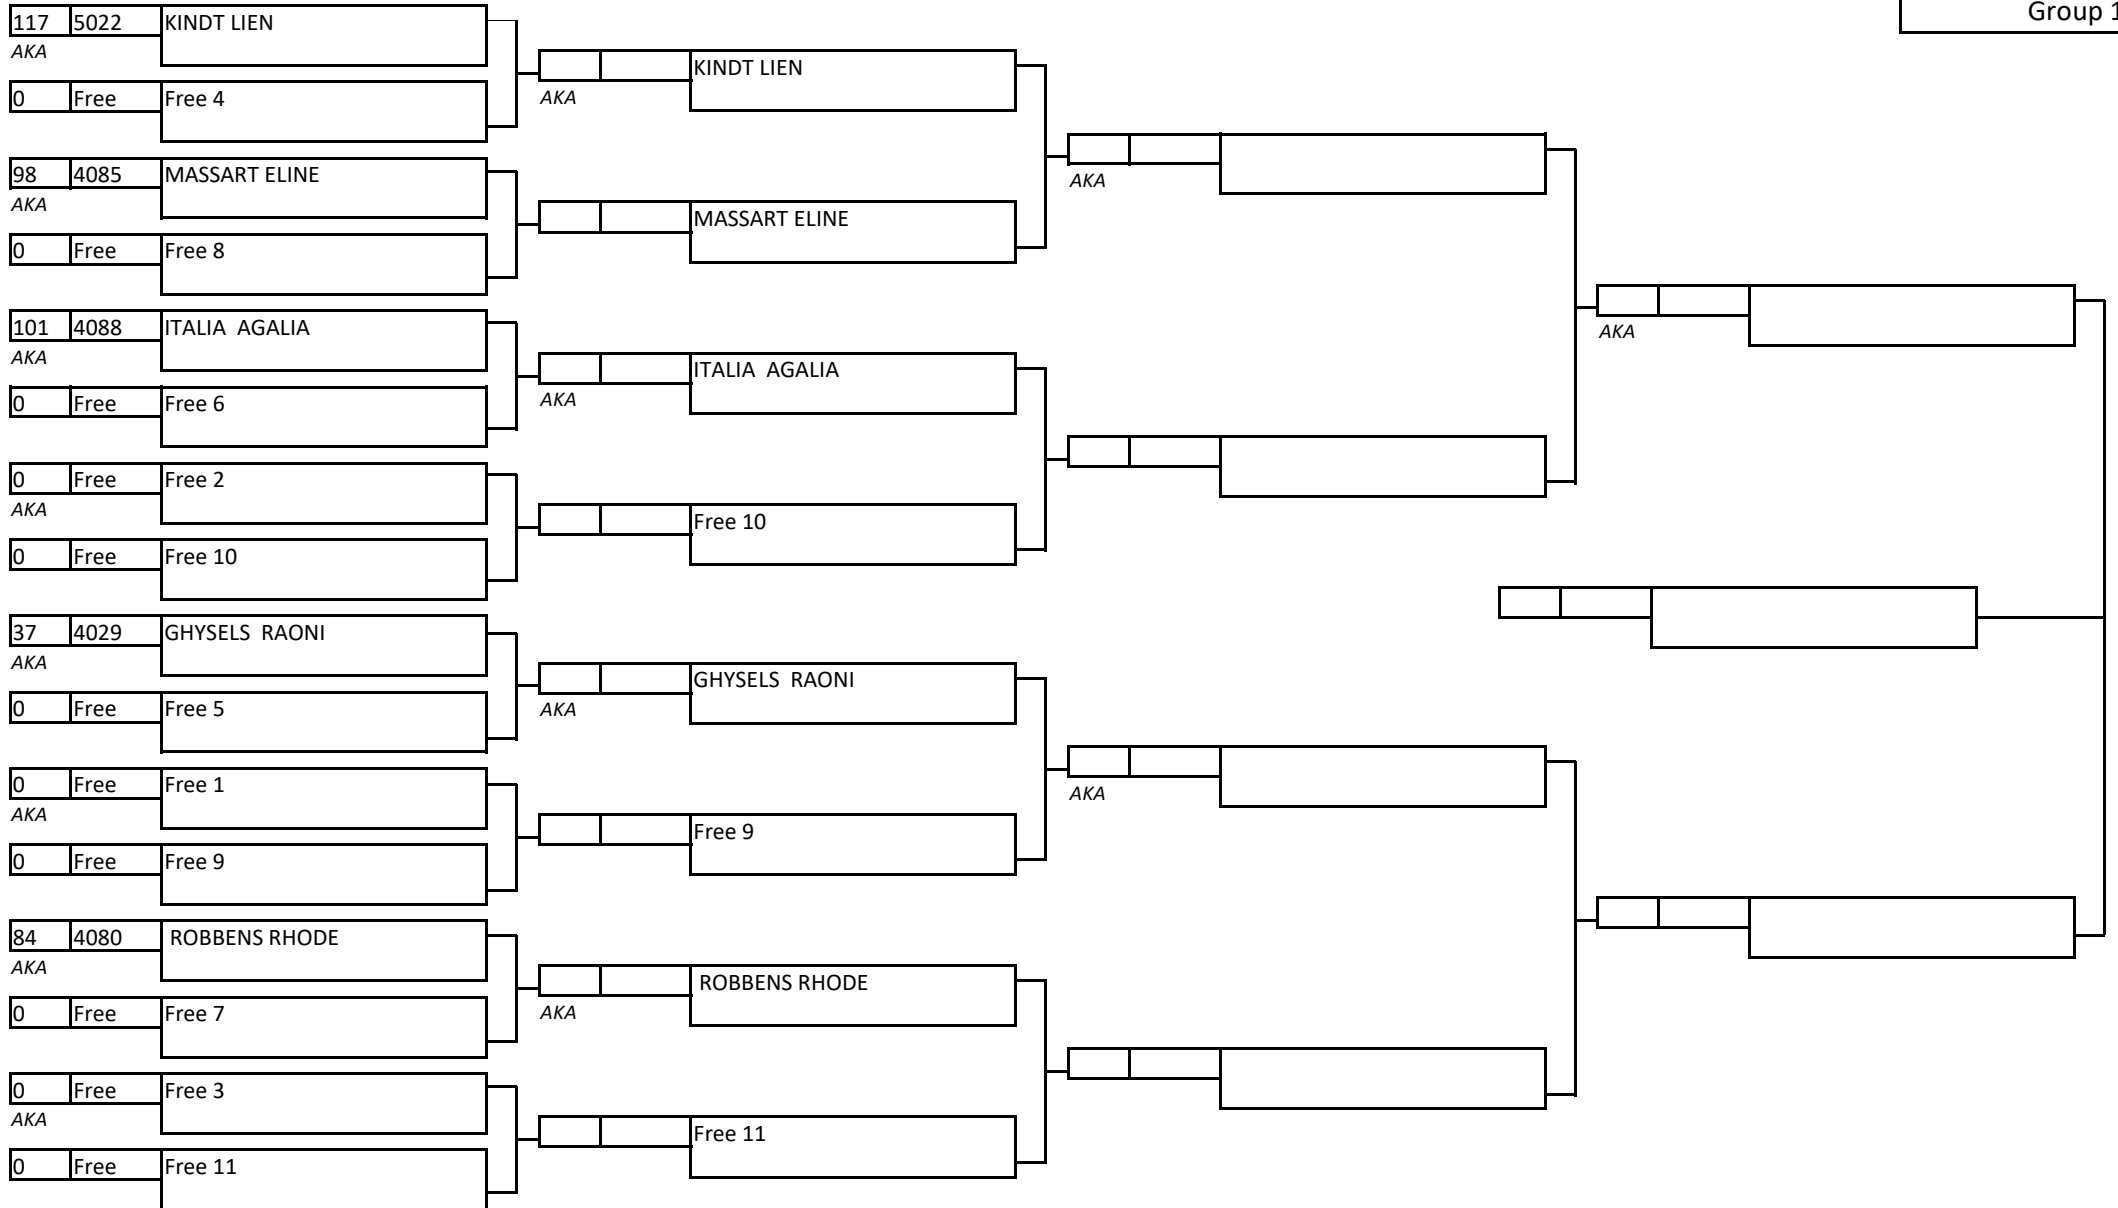 Group 1
117 5022 KINDT LIEN
AKA
0 Free Free 4
98 4085 MASSART ELINE
AKA
0 Free Free 8
101 4088 ITALIA  AGALIA
AKA
0 Free Free 6
0 Free Free 2
AKA
0 Free Free 10
37 4029 GHYSELS  RAONI
AKA
0 Free Free 5
0 Free Free 1
AKA
0 Free Free 9
84 4080 ROBBENS RHODE
AKA
0 Free Free 7
0 Free Free 3
AKA
0 Free Free 11
KINDT LIEN
AKA
MASSART ELINE
ITALIA  AGALIA
AKA
Free 10
GHYSELS  RAONI
AKA
Free 9
ROBBENS RHODE
AKA
Free 11
AKA
AKA
AKA